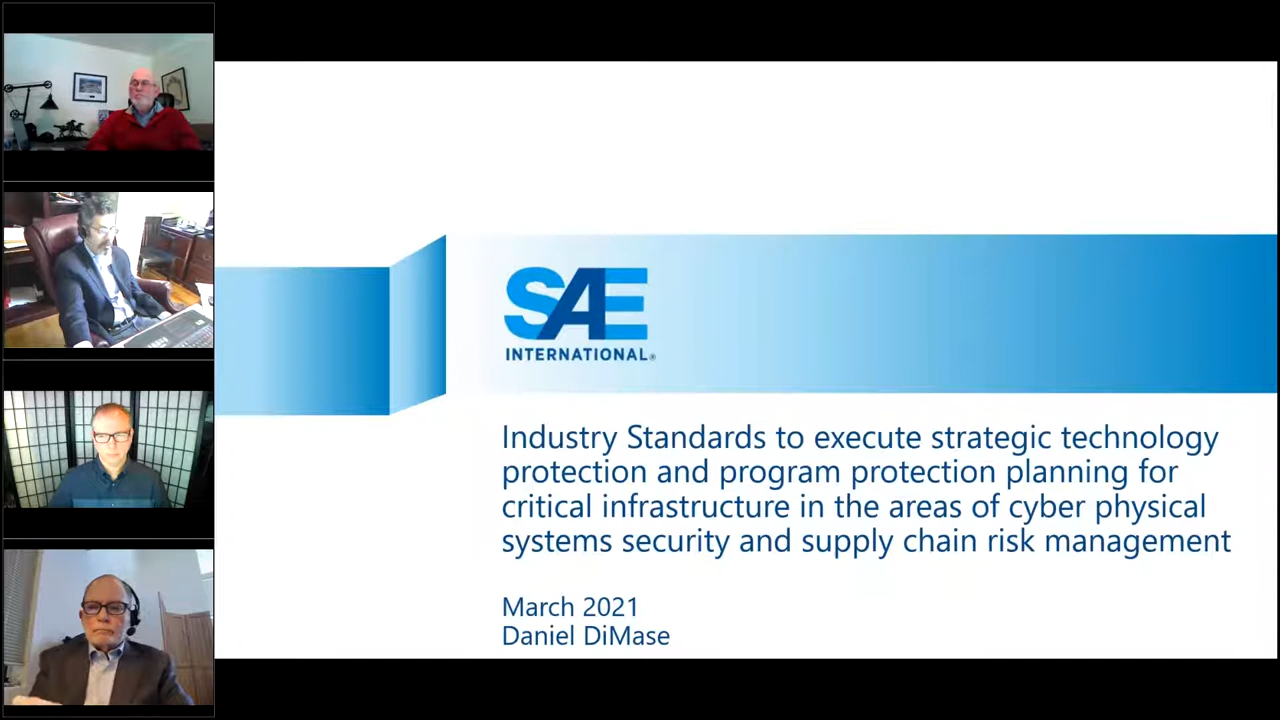 SAE
INTERNATIONAL®
Industry Standards to execute strategic technology
protection and program protection planning for
critical infrastructure in the areas of cyber physical
systems security and supply chain risk management
March 2021
Daniel DiMase